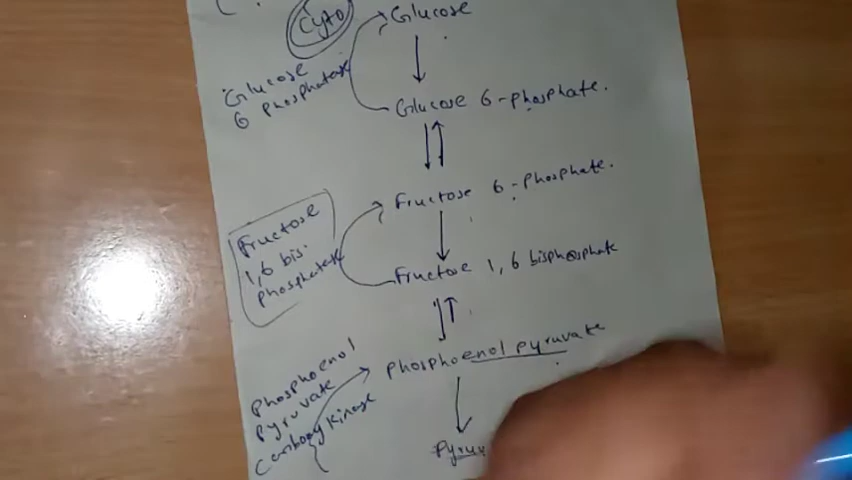 Cyto
Glucose
Glucose
6 phosphatase
Glucose 6-phosphate.
Fructose 6-phosphate.
Fructose
1,6 bis.
phosphatase
Fructose 1,6 bisphosphate
phosphoenol pyruvate
phosphoenol
pyruvate
Carboxy kinase